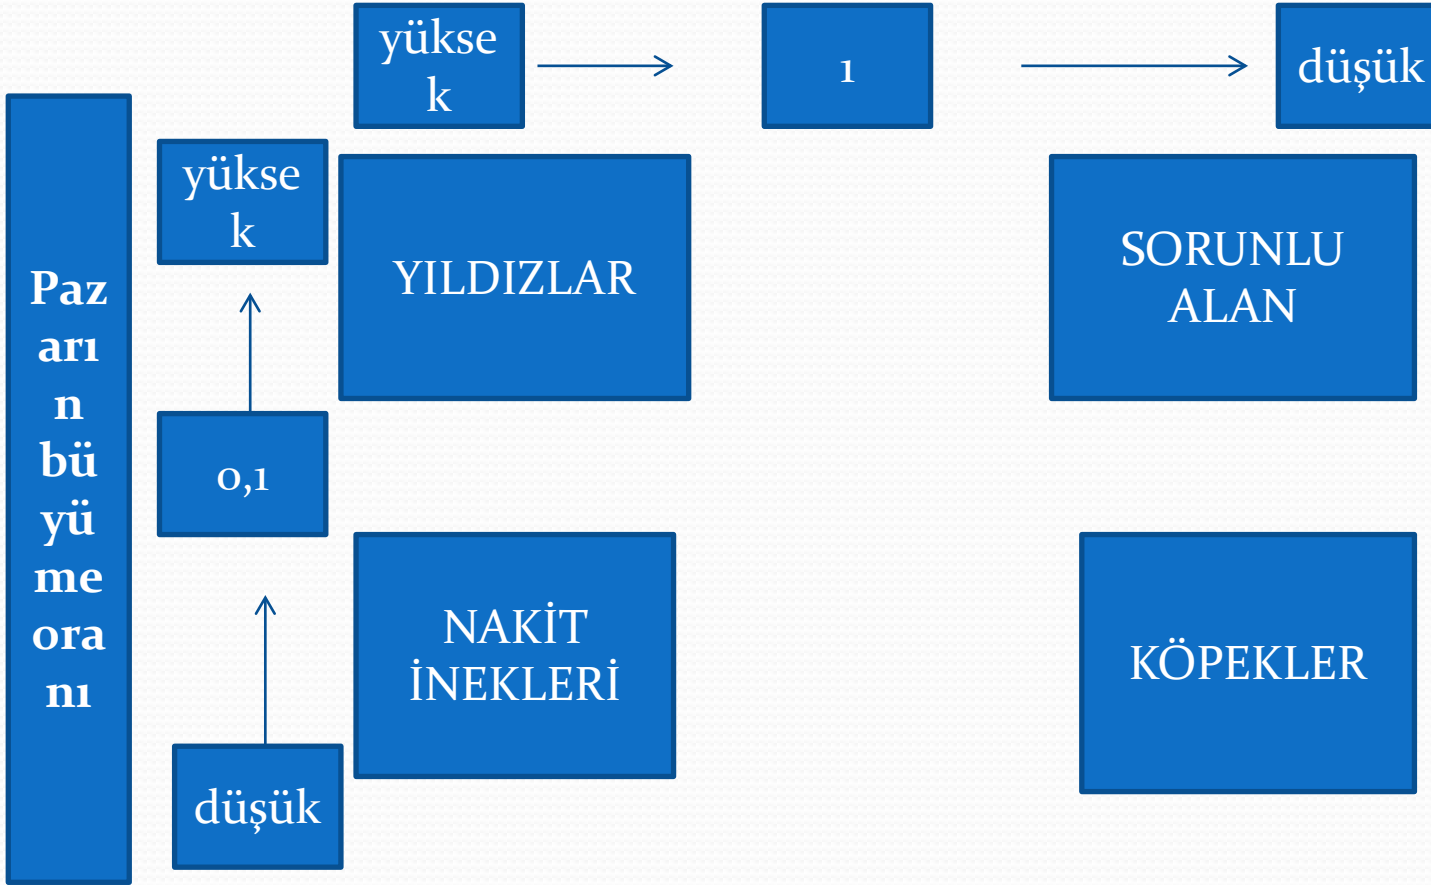 yükse
k
1
düşük
Paz
arı
n
bü
yü
me
ora
nı
yükse
k
YILDIZLAR
SORUNLU
ALAN
0,1
NAKİT
İNEKLERİ
KÖPEKLER
düşük